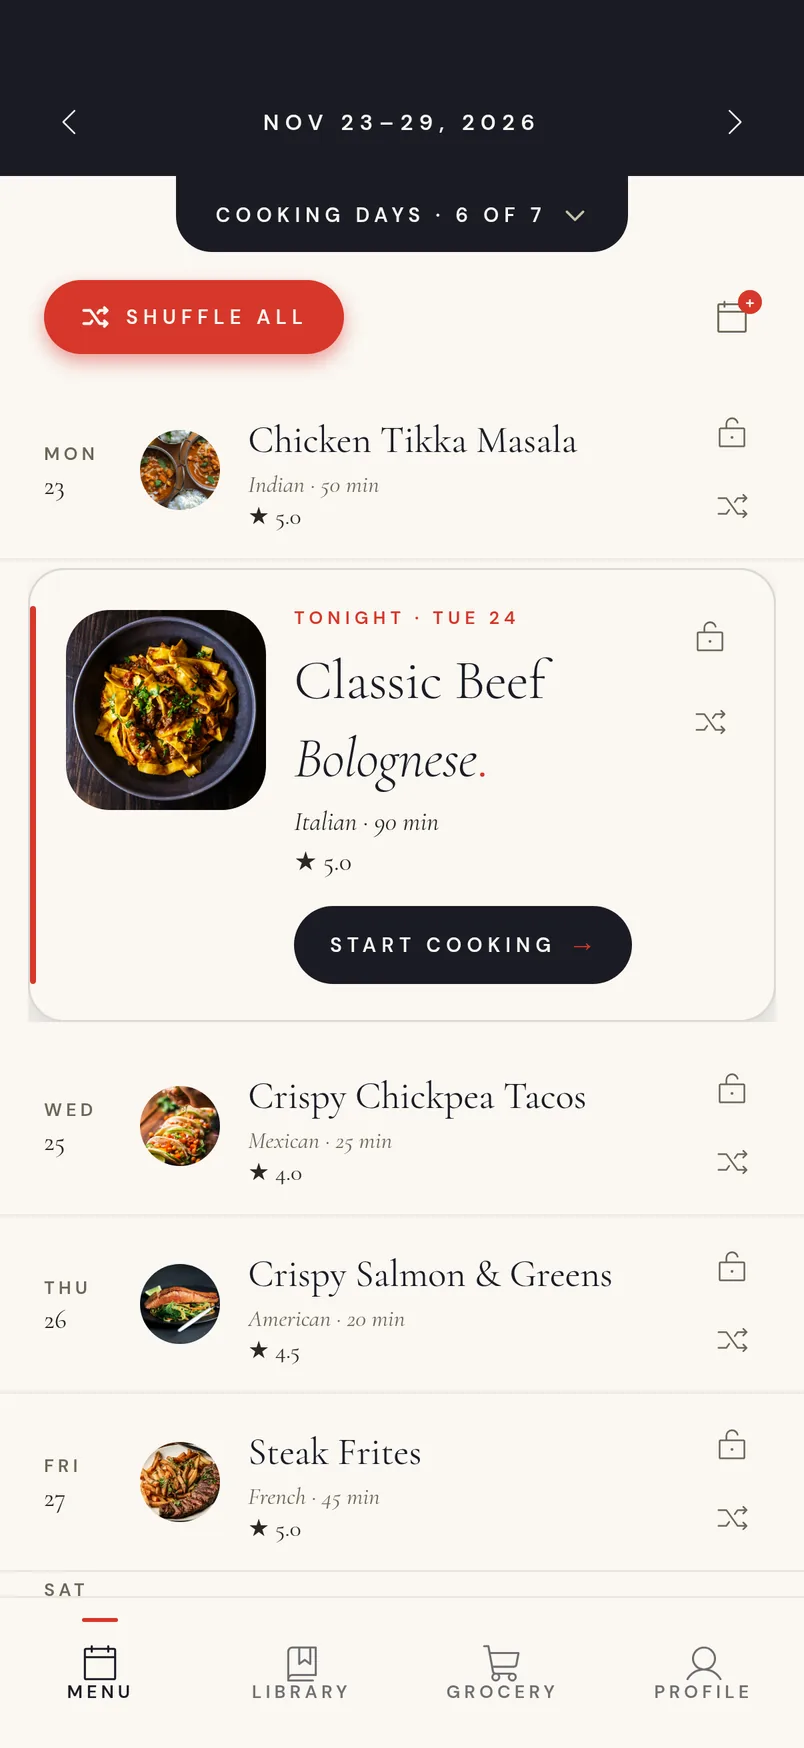 NOV 23–29, 2026
COOKING DAYS · 6 OF 7
SHUFFLE ALL
+
MON
23
Chicken Tikka Masala
Indian · 50 min
★ 5.0
TONIGHT · TUE 24
Classic Beef
Bolognese.
Italian · 90 min
★ 5.0
START COOKING →
WED
25
Crispy Chickpea Tacos
Mexican · 25 min
★ 4.0
THU
26
Crispy Salmon & Greens
American · 20 min
★ 4.5
FRI
27
Steak Frites
French · 45 min
★ 5.0
SAT
MENU
LIBRARY
GROCERY
PROFILE